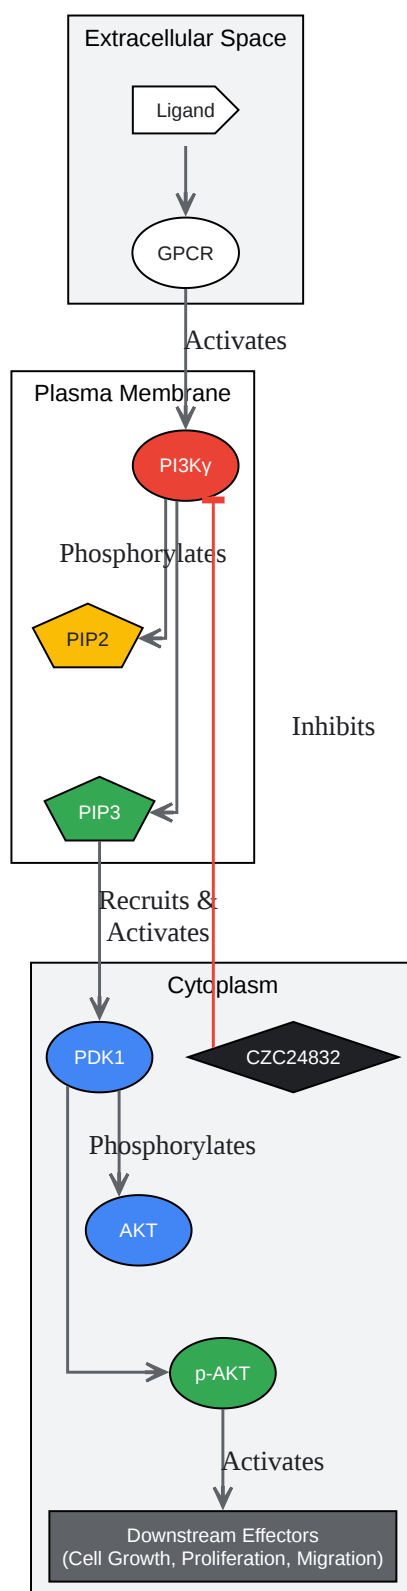 Extracellular Space
Ligand
GPCR
Activates
Plasma Membrane
PI3Kγ
Phosphorylates
PIP2
Inhibits
PIP3
Recruits &
Activates
Cytoplasm
PDK1
CZC24832
Phosphorylates
AKT
p-AKT
Activates
Downstream Effectors
(Cell Growth, Proliferation, Migration)